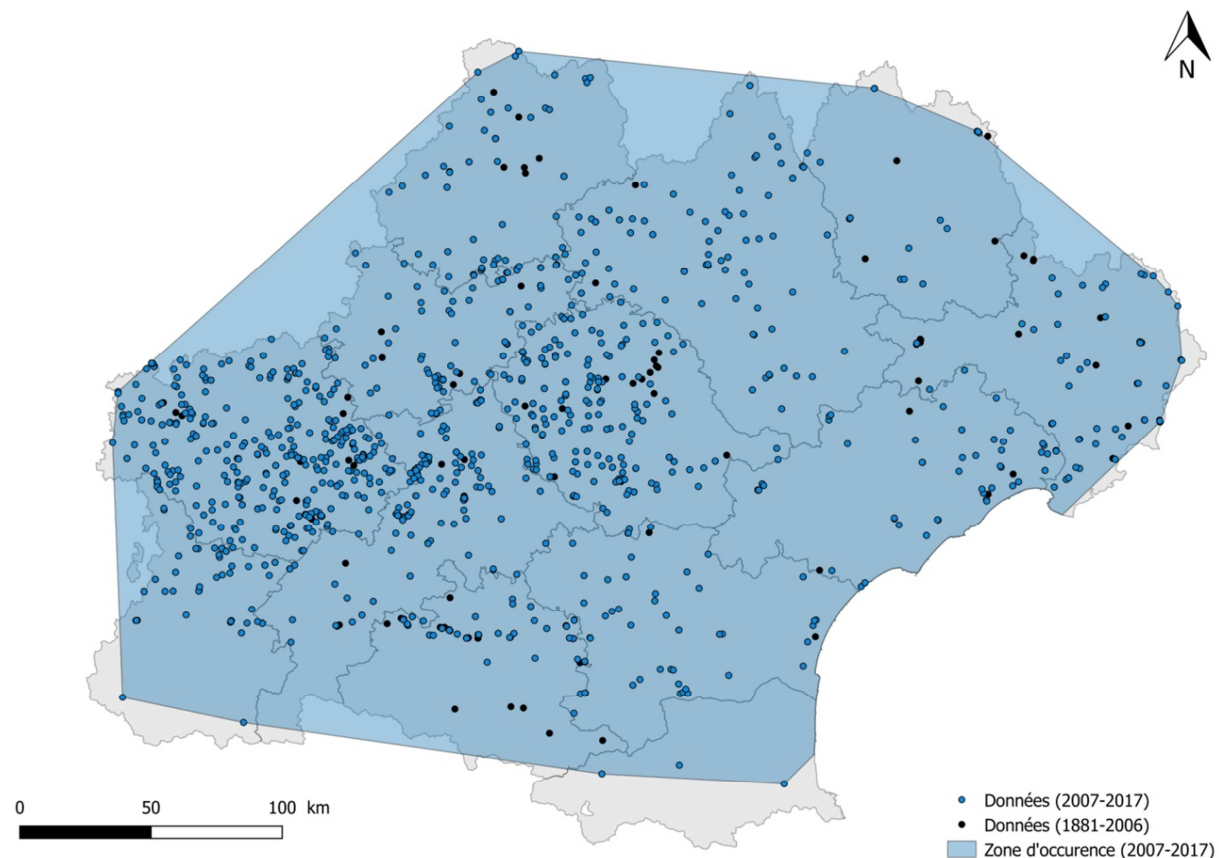 N
0 50 100 km
Données (2007-2017)
Données (1881-2006)
Zone d'occurence (2007-2017)